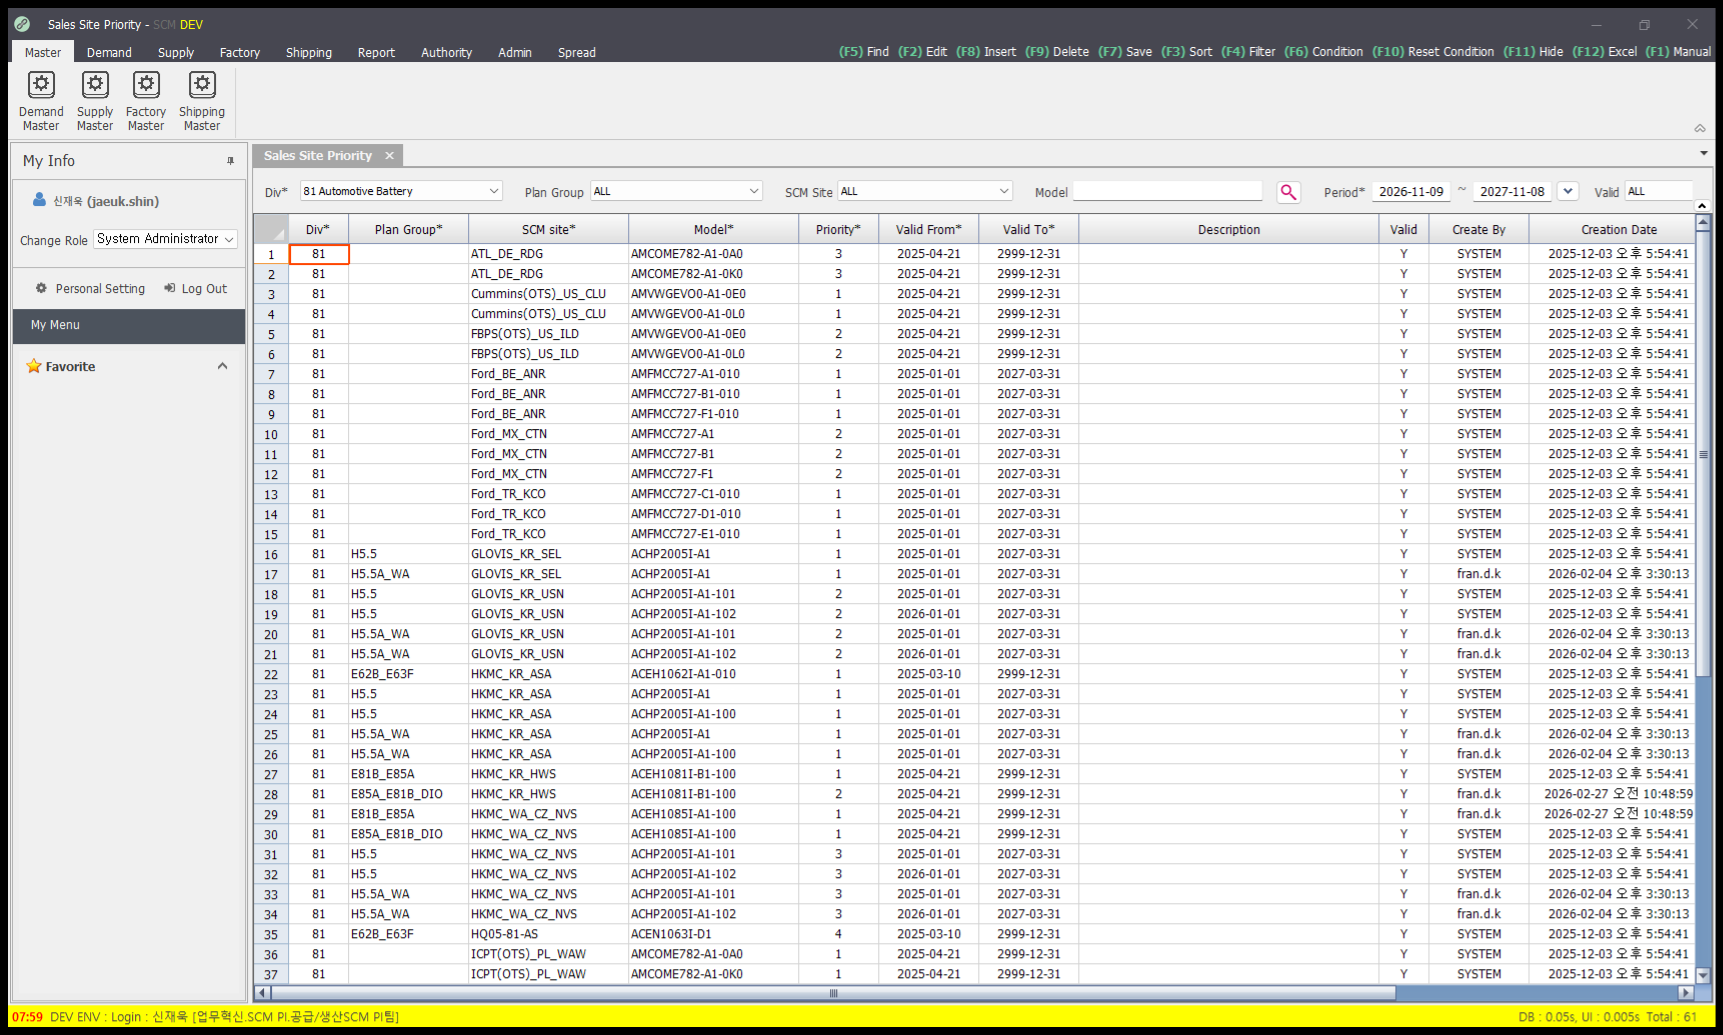 Sales Site Priority - SCM DEV
Master Demand Supply Factory Shipping Report Authority Admin Spread (F5) Find (F2) Edit (F8) Insert (F9) Delete (F7) Save (F3) Sort (F4) Filter (F6) Condition (F10) Reset Condition (F11) Hide (F12) Excel (F1) Manual
Demand Master Supply Master Factory Master Shipping Master
My Info
신재욱 (jaeuk.shin)
Change Role System Administrator
Personal Setting Log Out
My Menu
Favorite
Sales Site Priority
Div* 81 Automotive Battery Plan Group ALL SCM Site ALL Model Period* 2026-11-09 ~ 2027-11-08 Valid ALL
Div* Plan Group* SCM site* Model* Priority* Valid From* Valid To* Description Valid Create By Creation Date
1 81 ATL_DE_RDG AMCOME782-A1-0A0 3 2025-04-21 2999-12-31 Y SYSTEM 2025-12-03 오후 5:54:41
2 81 ATL_DE_RDG AMCOME782-A1-0K0 3 2025-04-21 2999-12-31 Y SYSTEM 2025-12-03 오후 5:54:41
3 81 Cummins(OTS)_US_CLU AMVWGEVO0-A1-0E0 1 2025-04-21 2999-12-31 Y SYSTEM 2025-12-03 오후 5:54:41
4 81 Cummins(OTS)_US_CLU AMVWGEVO0-A1-0L0 1 2025-04-21 2999-12-31 Y SYSTEM 2025-12-03 오후 5:54:41
5 81 FBPS(OTS)_US_ILD AMVWGEVO0-A1-0E0 2 2025-04-21 2999-12-31 Y SYSTEM 2025-12-03 오후 5:54:41
6 81 FBPS(OTS)_US_ILD AMVWGEVO0-A1-0L0 2 2025-04-21 2999-12-31 Y SYSTEM 2025-12-03 오후 5:54:41
7 81 Ford_BE_ANR AMFMCC727-A1-010 1 2025-01-01 2027-03-31 Y SYSTEM 2025-12-03 오후 5:54:41
8 81 Ford_BE_ANR AMFMCC727-B1-010 1 2025-01-01 2027-03-31 Y SYSTEM 2025-12-03 오후 5:54:41
9 81 Ford_BE_ANR AMFMCC727-F1-010 1 2025-01-01 2027-03-31 Y SYSTEM 2025-12-03 오후 5:54:41
10 81 Ford_MX_CTN AMFMCC727-A1 2 2025-01-01 2027-03-31 Y SYSTEM 2025-12-03 오후 5:54:41
11 81 Ford_MX_CTN AMFMCC727-B1 2 2025-01-01 2027-03-31 Y SYSTEM 2025-12-03 오후 5:54:41
12 81 Ford_MX_CTN AMFMCC727-F1 2 2025-01-01 2027-03-31 Y SYSTEM 2025-12-03 오후 5:54:41
13 81 Ford_TR_KCO AMFMCC727-C1-010 1 2025-01-01 2027-03-31 Y SYSTEM 2025-12-03 오후 5:54:41
14 81 Ford_TR_KCO AMFMCC727-D1-010 1 2025-01-01 2027-03-31 Y SYSTEM 2025-12-03 오후 5:54:41
15 81 Ford_TR_KCO AMFMCC727-E1-010 1 2025-01-01 2027-03-31 Y SYSTEM 2025-12-03 오후 5:54:41
16 81 H5.5 GLOVIS_KR_SEL ACHP2005I-A1 1 2025-01-01 2027-03-31 Y SYSTEM 2025-12-03 오후 5:54:41
17 81 H5.5A_WA GLOVIS_KR_SEL ACHP2005I-A1 1 2025-01-01 2027-03-31 Y fran.d.k 2026-02-04 오후 3:30:13
18 81 H5.5 GLOVIS_KR_USN ACHP2005I-A1-101 2 2025-01-01 2027-03-31 Y SYSTEM 2025-12-03 오후 5:54:41
19 81 H5.5 GLOVIS_KR_USN ACHP2005I-A1-102 2 2026-01-01 2027-03-31 Y SYSTEM 2025-12-03 오후 5:54:41
20 81 H5.5A_WA GLOVIS_KR_USN ACHP2005I-A1-101 2 2025-01-01 2027-03-31 Y fran.d.k 2026-02-04 오후 3:30:13
21 81 H5.5A_WA GLOVIS_KR_USN ACHP2005I-A1-102 2 2026-01-01 2027-03-31 Y fran.d.k 2026-02-04 오후 3:30:13
22 81 E62B_E63F HKMC_KR_ASA ACEH1062I-A1-010 1 2025-03-10 2999-12-31 Y SYSTEM 2025-12-03 오후 5:54:41
23 81 H5.5 HKMC_KR_ASA ACHP2005I-A1 1 2025-01-01 2027-03-31 Y SYSTEM 2025-12-03 오후 5:54:41
24 81 H5.5 HKMC_KR_ASA ACHP2005I-A1-100 1 2025-01-01 2027-03-31 Y SYSTEM 2025-12-03 오후 5:54:41
25 81 H5.5A_WA HKMC_KR_ASA ACHP2005I-A1 1 2025-01-01 2027-03-31 Y fran.d.k 2026-02-04 오후 3:30:13
26 81 H5.5A_WA HKMC_KR_ASA ACHP2005I-A1-100 1 2025-01-01 2027-03-31 Y fran.d.k 2026-02-04 오후 3:30:13
27 81 E81B_E85A HKMC_KR_HWS ACEH1081I-B1-100 1 2025-04-21 2999-12-31 Y SYSTEM 2025-12-03 오후 5:54:41
28 81 E85A_E81B_DIO HKMC_KR_HWS ACEH1081I-B1-100 2 2025-04-21 2999-12-31 Y fran.d.k 2026-02-27 오전 10:48:59
29 81 E81B_E85A HKMC_WA_CZ_NVS ACEH1085I-A1-100 1 2025-04-21 2999-12-31 Y fran.d.k 2026-02-27 오전 10:48:59
30 81 E85A_E81B_DIO HKMC_WA_CZ_NVS ACEH1085I-A1-100 1 2025-04-21 2999-12-31 Y SYSTEM 2025-12-03 오후 5:54:41
31 81 H5.5 HKMC_WA_CZ_NVS ACHP2005I-A1-101 3 2025-01-01 2027-03-31 Y SYSTEM 2025-12-03 오후 5:54:41
32 81 H5.5 HKMC_WA_CZ_NVS ACHP2005I-A1-102 3 2026-01-01 2027-03-31 Y SYSTEM 2025-12-03 오후 5:54:41
33 81 H5.5A_WA HKMC_WA_CZ_NVS ACHP2005I-A1-101 3 2025-01-01 2027-03-31 Y fran.d.k 2026-02-04 오후 3:30:13
34 81 H5.5A_WA HKMC_WA_CZ_NVS ACHP2005I-A1-102 3 2026-01-01 2027-03-31 Y fran.d.k 2026-02-04 오후 3:30:13
35 81 E62B_E63F HQ05-81-AS ACEN1063I-D1 4 2025-03-10 2999-12-31 Y SYSTEM 2025-12-03 오후 5:54:41
36 81 ICPT(OTS)_PL_WAW AMCOME782-A1-0A0 1 2025-04-21 2999-12-31 Y SYSTEM 2025-12-03 오후 5:54:41
37 81 ICPT(OTS)_PL_WAW AMCOME782-A1-0K0 1 2025-04-21 2999-12-31 Y SYSTEM 2025-12-03 오후 5:54:41
07:59 DEV ENV : Login : 신재욱 [업무혁신.SCM PI.공급/생산SCM PI팀] DB : 0.05s, UI : 0.005s Total : 61